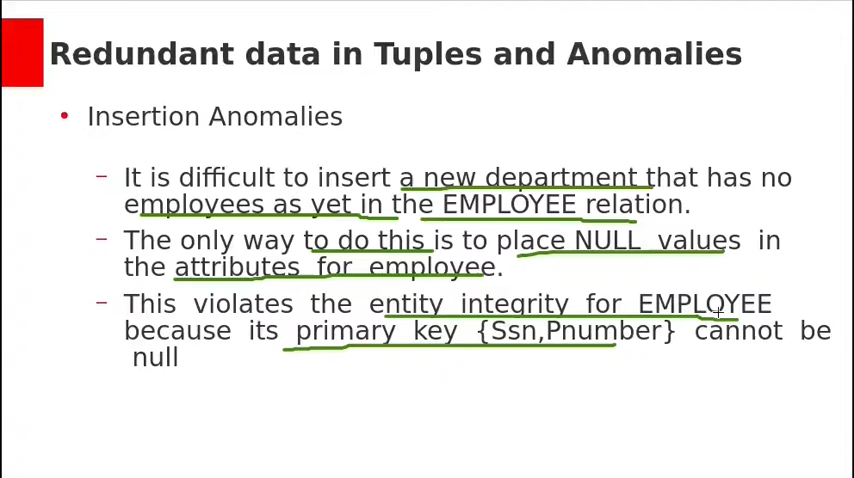 Redundant data in Tuples and Anomalies
• Insertion Anomalies
– It is difficult to insert a new department that has no
employees as yet in the EMPLOYEE relation.
– The only way to do this is to place NULL values in
the attributes for employee.
– This violates the entity integrity for EMPLOYEE
because its primary key {Ssn,Pnumber} cannot be
null